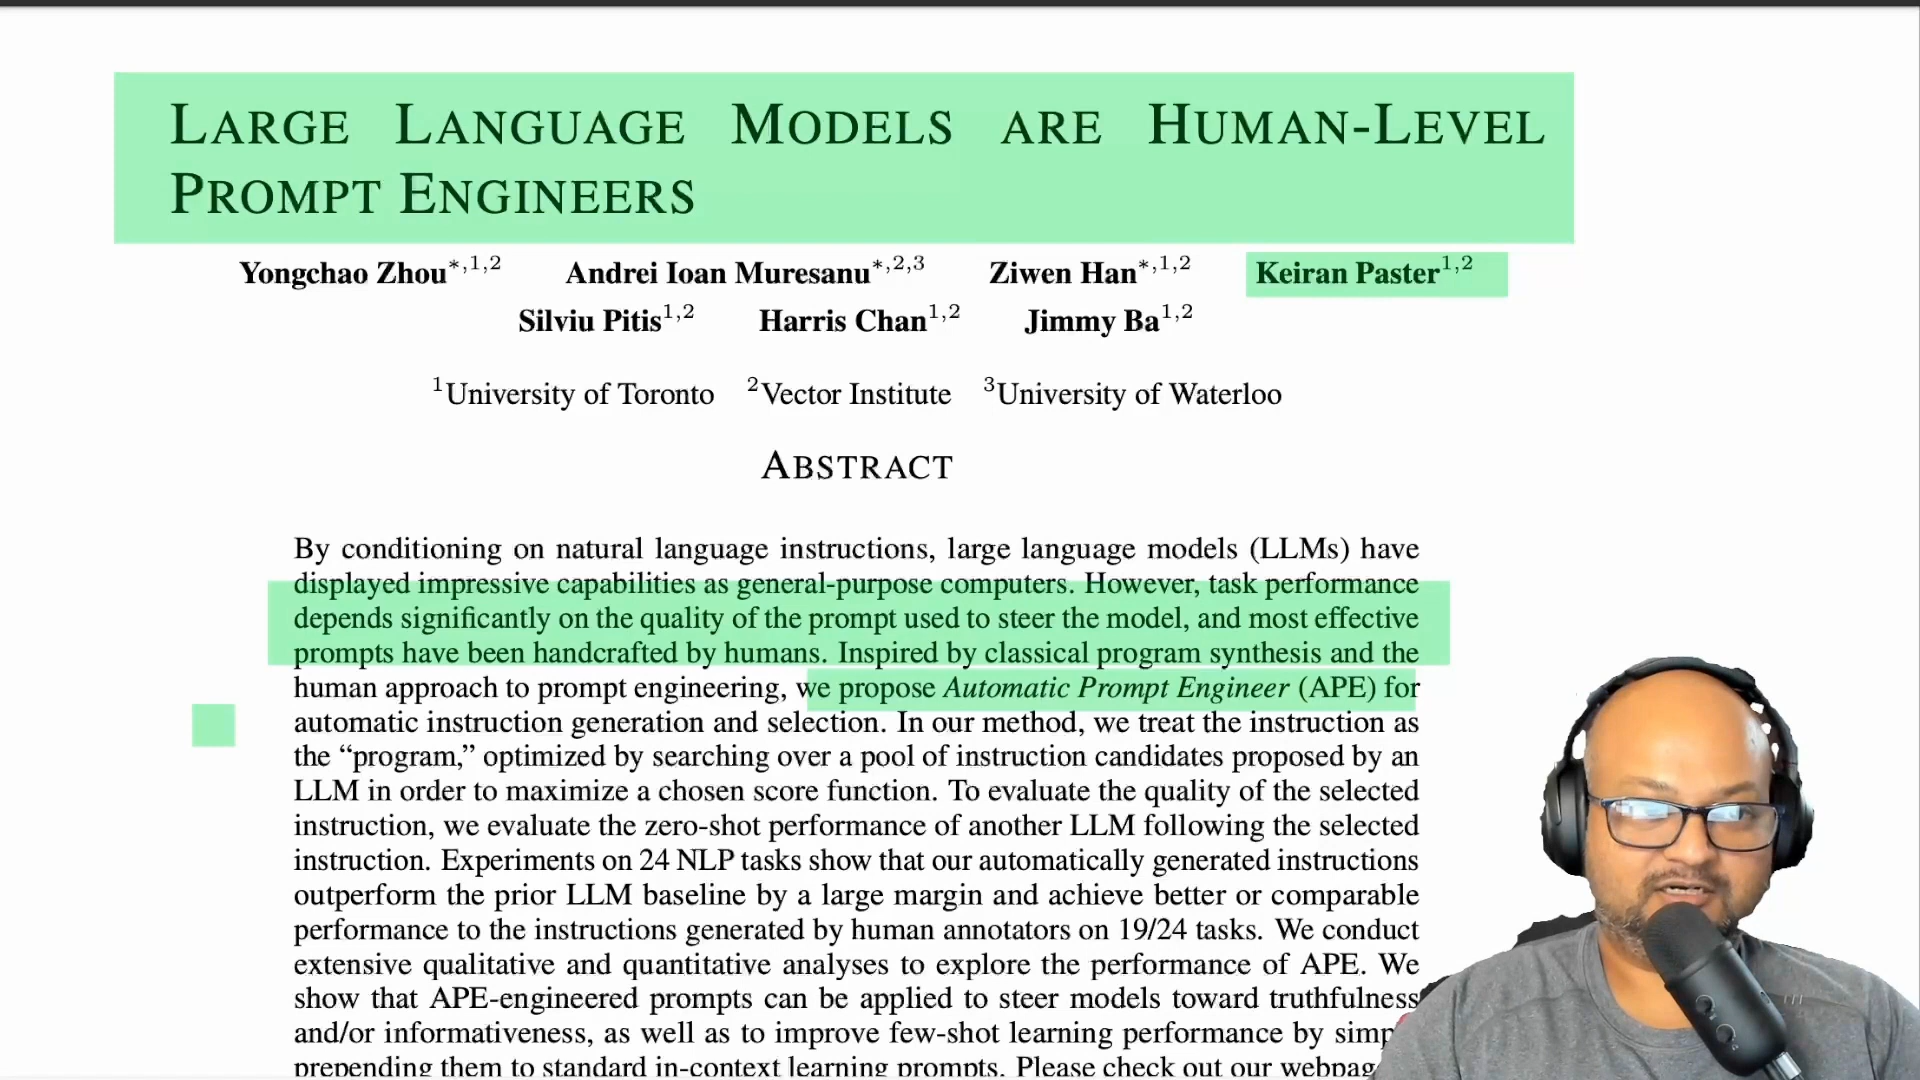 LARGE LANGUAGE MODELS ARE HUMAN-LEVEL
PROMPT ENGINEERS
Yongchao Zhou*,1,2 Andrei Ioan Muresanu*,2,3 Ziwen Han*,1,2 Keiran Paster1,2
Silviu Pitis1,2 Harris Chan1,2 Jimmy Ba1,2
1University of Toronto 2Vector Institute 3University of Waterloo
ABSTRACT
By conditioning on natural language instructions, large language models (LLMs) have
displayed impressive capabilities as general-purpose computers. However, task performance
depends significantly on the quality of the prompt used to steer the model, and most effective
prompts have been handcrafted by humans. Inspired by classical program synthesis and the
human approach to prompt engineering, we propose Automatic Prompt Engineer (APE) for
automatic instruction generation and selection. In our method, we treat the instruction as
the “program,” optimized by searching over a pool of instruction candidates proposed by an
LLM in order to maximize a chosen score function. To evaluate the quality of the selected
instruction, we evaluate the zero-shot performance of another LLM following the selected
instruction. Experiments on 24 NLP tasks show that our automatically generated instructions
outperform the prior LLM baseline by a large margin and achieve better or comparable
performance to the instructions generated by human annotators on 19/24 tasks. We conduct
extensive qualitative and quantitative analyses to explore the performance of APE. We
show that APE-engineered prompts can be applied to steer models toward truthfulness
and/or informativeness, as well as to improve few-shot learning performance by simp
prepending them to standard in-context learning prompts. Please check out our webpag